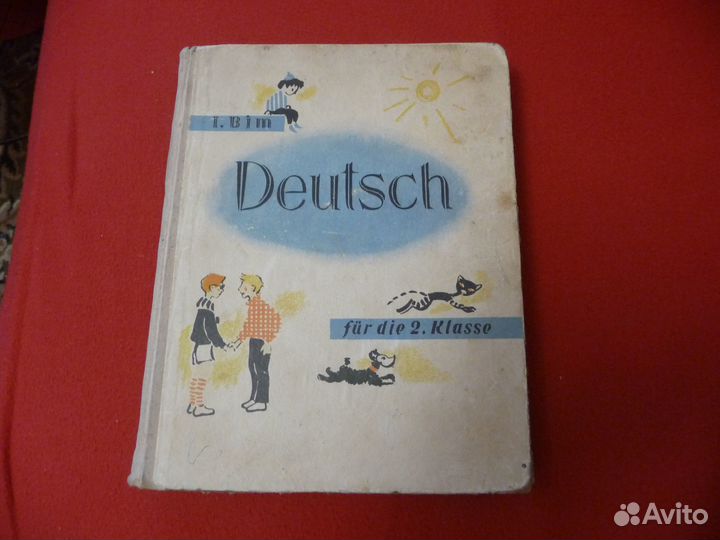 I. Bim
Deutsch
für die 2. Klasse
Avito